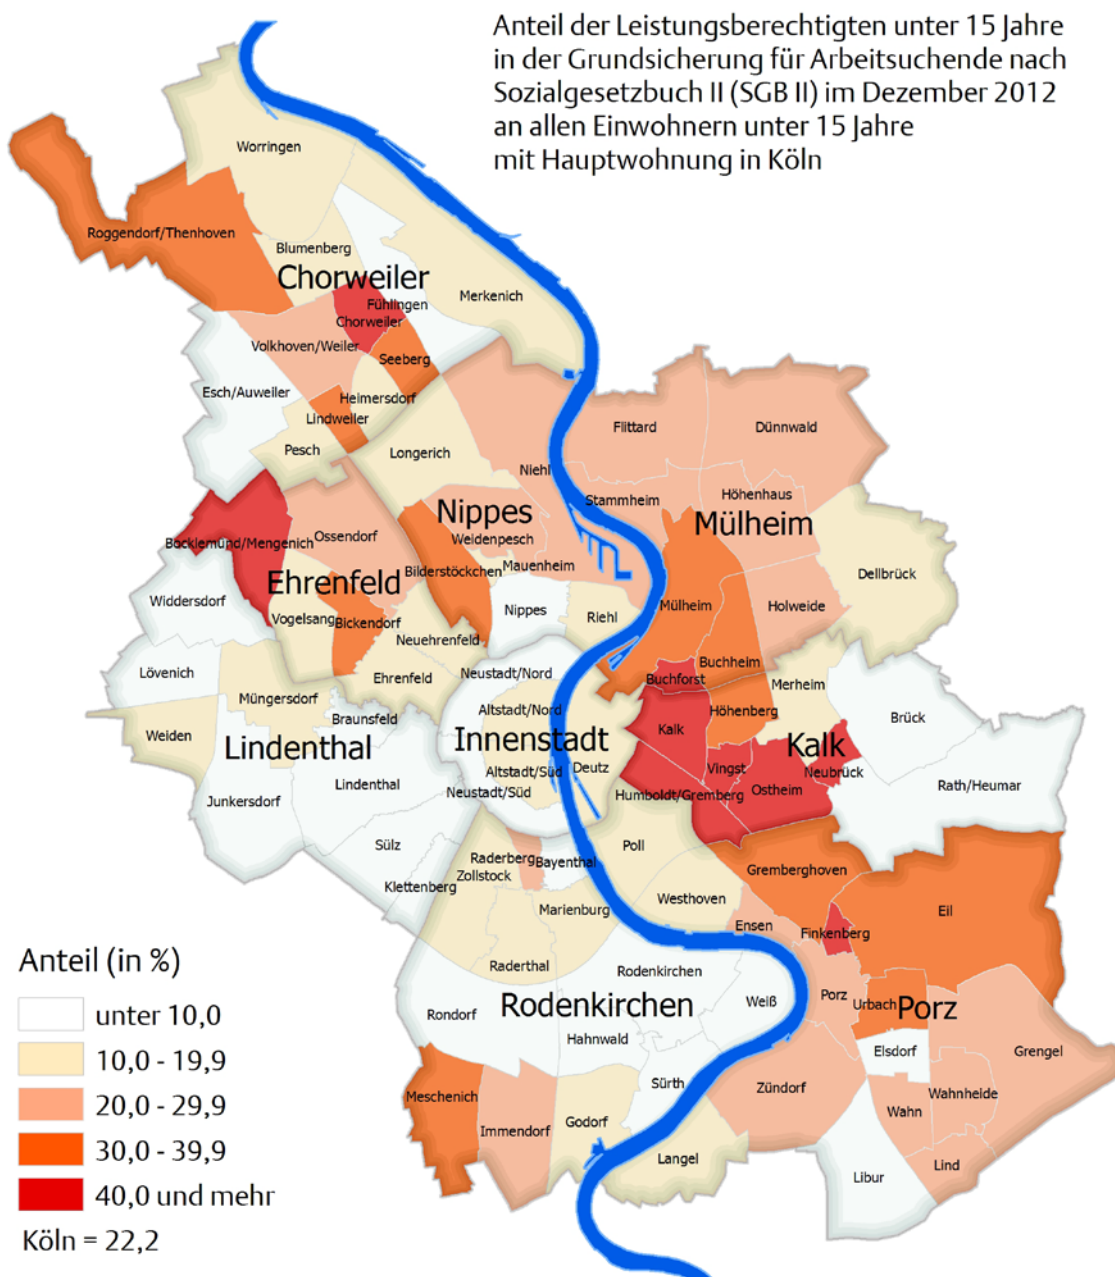 Anteil der Leistungsberechtigten unter 15 Jahre
in der Grundsicherung für Arbeitsuchende nach
Sozialgesetzbuch II (SGB II) im Dezember 2012
an allen Einwohnern unter 15 Jahre
mit Hauptwohnung in Köln
Worringen
Roggendorf/Thenhoven
Blumenberg
Chorweiler
Merkenich
Fühlingen
Chorweiler
Volkhoven/Weiler
Seeberg
Esch/Auweiler
Heimersdorf
Lindweiler
Pesch
Longerich
Niehl
Flittard
Dünnwald
Stammheim
Höhenhaus
Nippes
Mülheim
Weidenpesch
Ossendorf
Bocklemünd/Mengenich
Mauenheim
Bilderstöckchen
Dellbrück
Ehrenfeld
Widdersdorf
Nippes
Riehl
Mülheim
Holweide
Vogelsang
Bickendorf
Neuehrenfeld
Buchheim
Lövenich
Neustadt/Nord
Ehrenfeld
Buchforst
Merheim
Müngersdorf
Altstadt/Nord
Höhenberg
Brück
Braunsfeld
Weiden
Lindenthal
Innenstadt
Kalk
Kalk
Altstadt/Süd
Deutz
Vingst
Neubrück
Lindenthal
Neustadt/Süd
Humboldt/Gremberg
Ostheim
Rath/Heumar
Junkersdorf
Sülz
Poll
Raderberg
Bayenthal
Zollstock
Gremberghoven
Klettenberg
Westhoven
Marienburg
Eil
Ensen
Finkenberg
Raderthal
Rodenkirchen
Rodenkirchen
Weiß
Porz
Urbach
Porz
Rondorf
Hahnwald
Elsdorf
Grengel
Sürth
Zündorf
Meschenich
Wahnheide
Wahn
Godorf
Immendorf
Langel
Lind
Libur
Anteil (in %)
unter 10,0
10,0 - 19,9
20,0 - 29,9
30,0 - 39,9
40,0 und mehr
Köln = 22,2